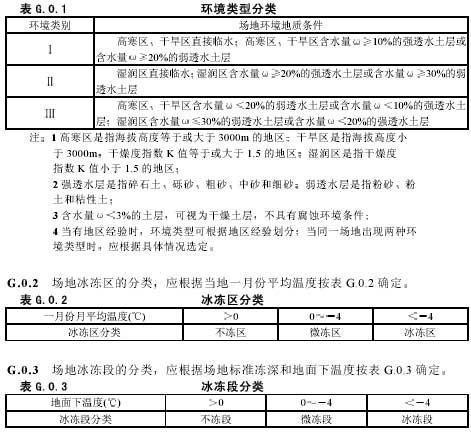 表 G.0.1 环境类型分类
环境类别 场地环境地质条件
Ⅰ 高寒区、干旱区直接临水；高寒区、干旱区含水量ω≥10%的强透水土层或
含水量ω≥20%的弱透水土层
Ⅱ 湿润区直接临水；湿润区含水量ω≥20%的强透水土层或含水量ω≥30%的弱
透水土层
Ⅲ 高寒区、干旱区含水量ω<20%的弱透水土层或含水量ω<10%的强透水土
层；湿润区含水量ω≤30%的弱透水土层或含水量ω<20%的强透水土层
注：1 高寒区是指海拔高度等于或大于3000m的地区；干旱区是指海拔高度小
于3000m，干燥度指数K值等于或大于1.5的地区；湿润区是指干燥度
指数K值小于1.5的地区；
2 强透水层是指碎石土、砾砂、粗砂、中砂和细砂；弱透水层是指粉砂、粉
土和粘性土；
3 含水量ω<3%的土层，可视为干燥土层，不具有腐蚀环境条件；
4 当有地区经验时，环境类型可根据地区经验划分；当同一场地出现两种环
境类型时，应根据具体情况选定。
G.0.2 场地冰冻区的分类，应根据当地一月份平均温度按表G.0.2确定。
表 G.0.2 冰冻区分类
一月份月平均温度(℃) >0 0～-4 <-4
冰冻区分类 不冻区 微冻区 冰冻区
G.0.3 场地冰冻段的分类，应根据场地标准冻深和地面下温度按表G.0.3确定。
表 G.0.3 冰冻段分类
地面下温度(℃) >0 0～-4 <-4
冰冻段分类 不冻段 微冻段 冰冻段